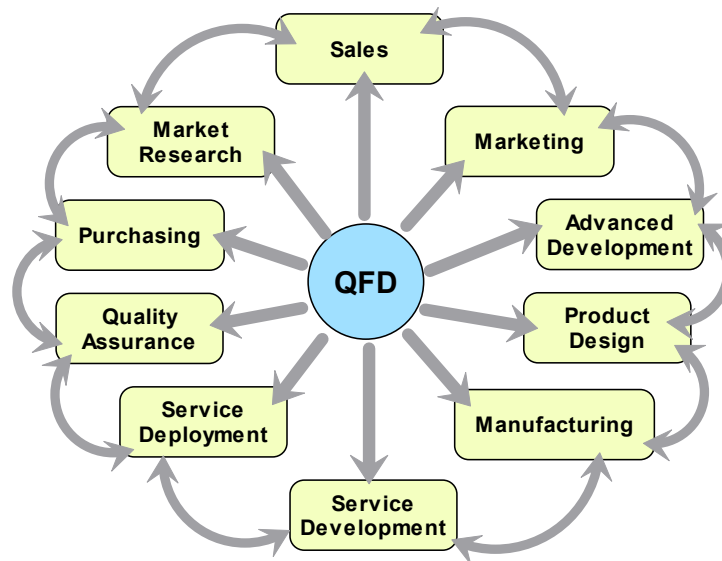 Sales
Market
Research
Marketing
Purchasing
Advanced
Development
QFD
Quality
Assurance
Product
Design
Service
Deployment
Manufacturing
Service
Development